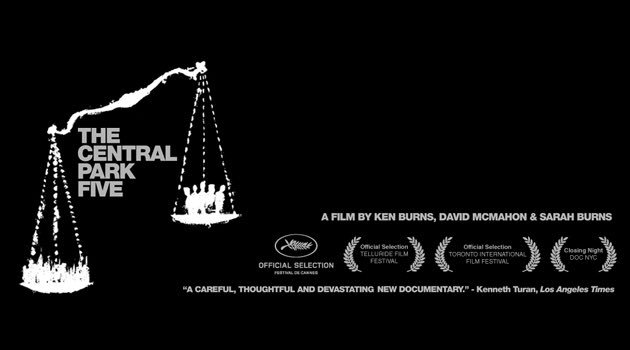 THE
CENTRAL
PARK
FIVE
A FILM BY KEN BURNS, DAVID MCMAHON & SARAH BURNS
OFFICIAL SELECTION
FESTIVAL DE CANNES
Official Selection
TELLURIDE FILM
FESTIVAL
Official Selection
TORONTO INTERNATIONAL
FILM FESTIVAL
Closing Night
DOC NYC
“A CAREFUL, THOUGHTFUL AND DEVASTATING NEW DOCUMENTARY.” - Kenneth Turan, Los Angeles Times